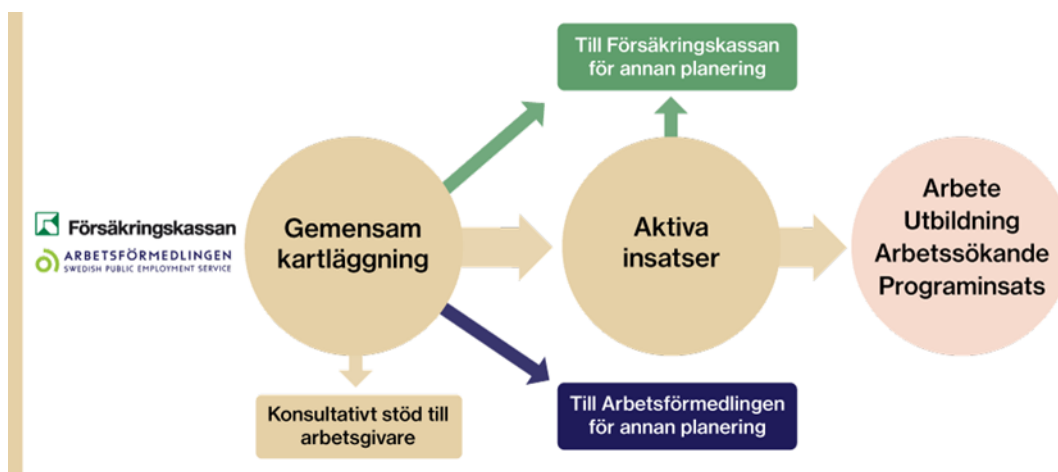 Till Försäkringskassan
för annan planering
Försäkringskassan
ARBETSFÖRMEDLINGEN
SWEDISH PUBLIC EMPLOYMENT SERVICE
Gemensam
kartläggning
Aktiva
insatser
Arbete
Utbildning
Arbetssökande
Programinsats
Konsultativt stöd till
arbetsgivare
Till Arbetsförmedlingen
för annan planering